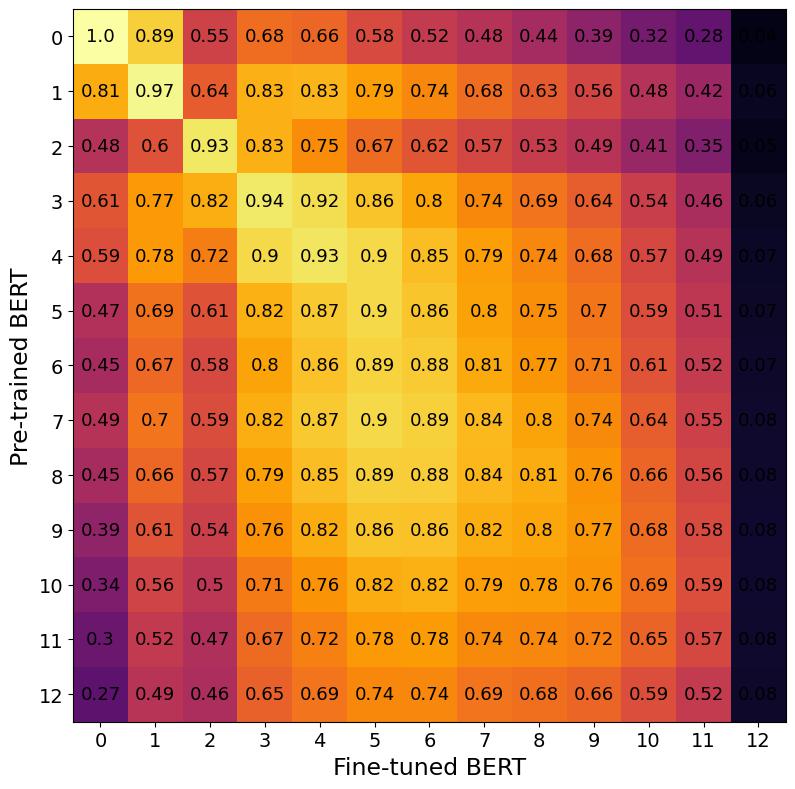 0 1.0 0.89 0.55 0.68 0.66 0.58 0.52 0.48 0.44 0.39 0.32 0.28 0.04
1 0.81 0.97 0.64 0.83 0.83 0.79 0.74 0.68 0.63 0.56 0.48 0.42 0.06
2 0.48 0.6 0.93 0.83 0.75 0.67 0.62 0.57 0.53 0.49 0.41 0.35 0.05
3 0.61 0.77 0.82 0.94 0.92 0.86 0.8 0.74 0.69 0.64 0.54 0.46 0.06
4 0.59 0.78 0.72 0.9 0.93 0.9 0.85 0.79 0.74 0.68 0.57 0.49 0.07
5 0.47 0.69 0.61 0.82 0.87 0.9 0.86 0.8 0.75 0.7 0.59 0.51 0.07
6 0.45 0.67 0.58 0.8 0.86 0.89 0.88 0.81 0.77 0.71 0.61 0.52 0.07
7 0.49 0.7 0.59 0.82 0.87 0.9 0.89 0.84 0.8 0.74 0.64 0.55 0.08
8 0.45 0.66 0.57 0.79 0.85 0.89 0.88 0.84 0.81 0.76 0.66 0.56 0.08
9 0.39 0.61 0.54 0.76 0.82 0.86 0.86 0.82 0.8 0.77 0.68 0.58 0.08
10 0.34 0.56 0.5 0.71 0.76 0.82 0.82 0.79 0.78 0.76 0.69 0.59 0.08
11 0.3 0.52 0.47 0.67 0.72 0.78 0.78 0.74 0.74 0.72 0.65 0.57 0.08
12 0.27 0.49 0.46 0.65 0.69 0.74 0.74 0.69 0.68 0.66 0.59 0.52 0.08
0 1 2 3 4 5 6 7 8 9 10 11 12
Fine-tuned BERT
Pre-trained BERT